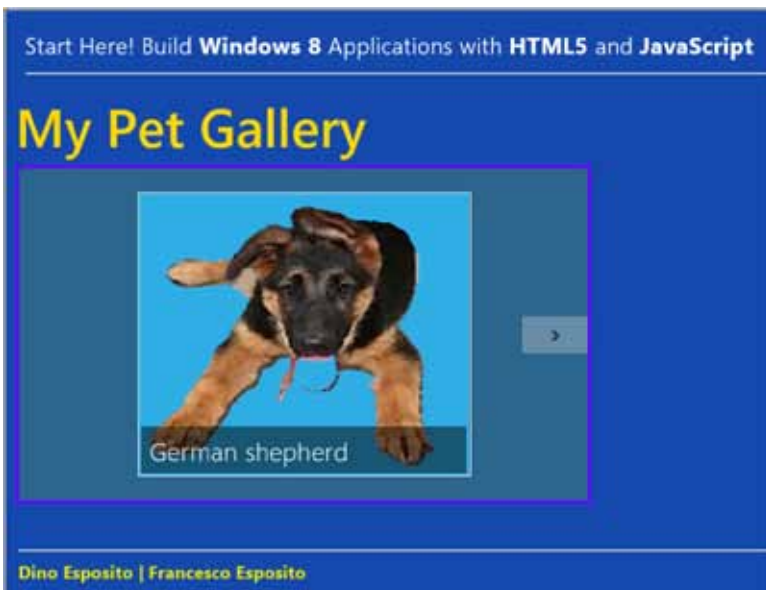 Start Here! Build Windows 8 Applications with HTML5 and JavaScript
My Pet Gallery
›
German shepherd
Dino Esposito | Francesco Esposito